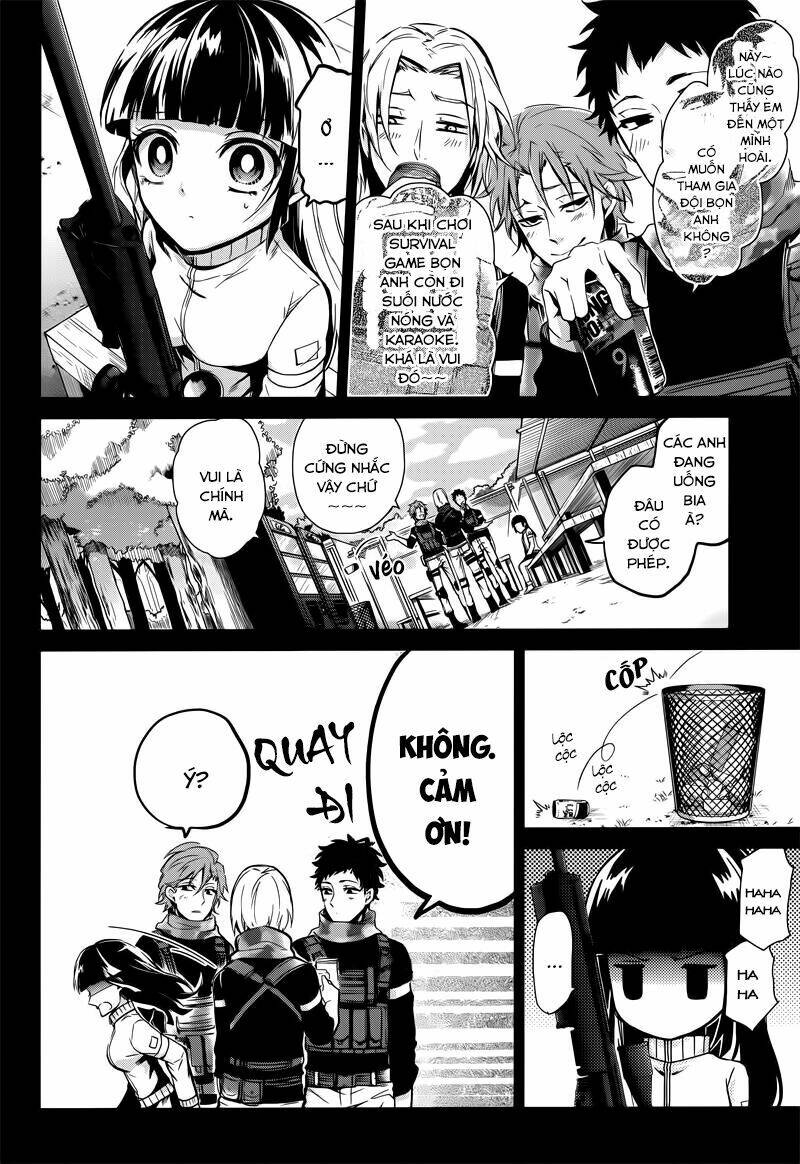 NÀY~
LÚC NÀO
CŨNG
THẤY EM
ĐẾN MỘT
MÌNH
HOÀI.
CÓ
MUỐN
THAM GIA
ĐỘI BỌN
ANH
KHÔNG?
SAU KHI CHƠI
SURVIVAL
GAME BỌN
ANH CÒN ĐI
SUỐI NƯỚC
NÓNG VÀ
KARAOKE.
KHÁ LÀ VUI
ĐÓ~~
9
Ơ
...
CÁC ANH
ĐANG
UỐNG
BIA
À?
ĐÂU
CÓ
ĐƯỢC
PHÉP.
ĐỪNG
CỨNG NHẮC
VẬY CHỨ
~~~
VÉO
VUI LÀ
CHÍNH
MÃ.
CỐP
LỘC
CỘC
LỘC
CỘC
HAHA
HAHA
HA
HA
...
KHÔNG.
CẢM
ƠN!
QUAY
ĐI
Ý?